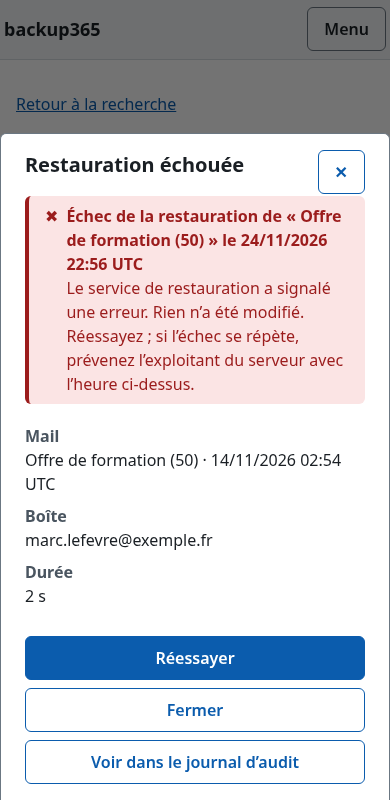 backup365
Menu
Retour à la recherche
Restauration échouée
×
✖ Échec de la restauration de « Offre
de formation (50) » le 24/11/2026
22:56 UTC
Le service de restauration a signalé
une erreur. Rien n’a été modifié.
Réessayez ; si l’échec se répète,
prévenez l’exploitant du serveur avec
l’heure ci-dessus.
Mail
Offre de formation (50) · 14/11/2026 02:54
UTC
Boîte
marc.lefevre@exemple.fr
Durée
2 s
Réessayer
Fermer
Voir dans le journal d’audit